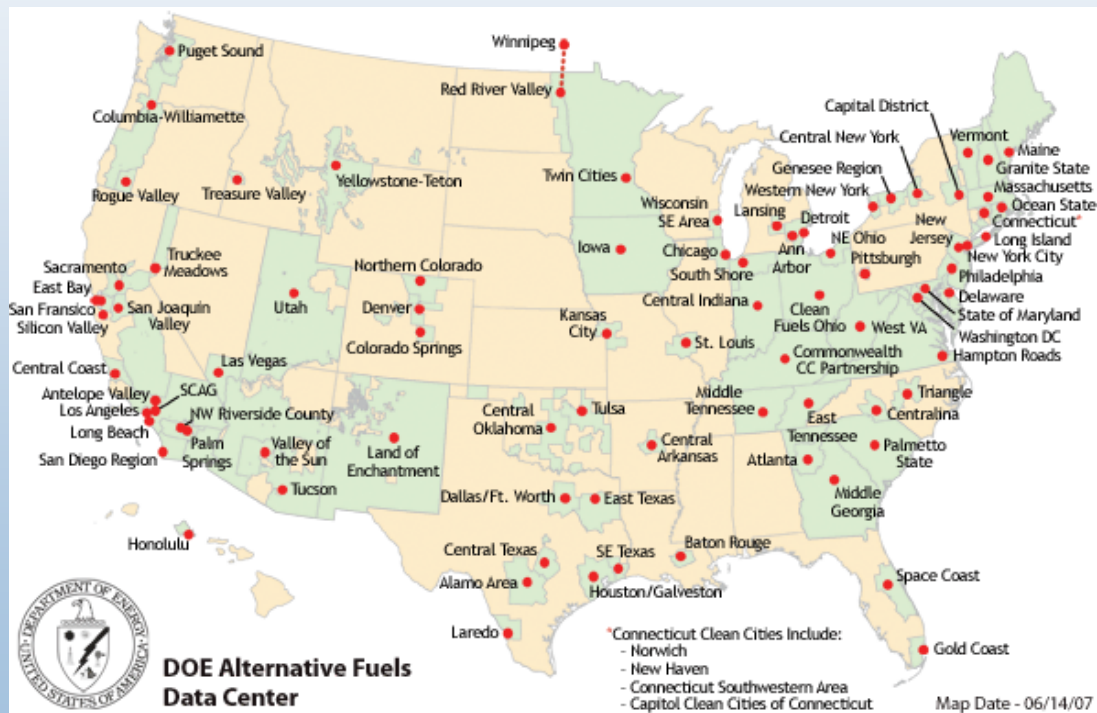 Winnipeg
Puget Sound
Red River Valley
Columbia-Williamette
Capital District
Central New York
Vermont
Maine
Genesee Region
Granite State
Rogue Valley
Treasure Valley
Yellowstone-Teton
Twin Cities
Western New York
Massachusetts
Wisconsin
SE Area
Lansing
Detroit
Ocean State
Connecticut*
New
Jersey
Long Island
New York City
Iowa
Chicago
Ann
Arbor
NE Ohio
Pittsburgh
Truckee
Meadows
Sacramento
East Bay
San Fransico
Silicon Valley
San Joaquin
Valley
Northern Colorado
South Shore
Philadelphia
Utah
Denver
Central Indiana
Clean
Fuels Ohio
Delaware
State of Maryland
Kansas
City
Colorado Springs
St. Louis
West VA
Washington DC
Hampton Roads
Central Coast
Las Vegas
Commonwealth
CC Partnership
Antelope Valley
SCAG
Los Angeles
NW Riverside County
Long Beach
Palm
Springs
San Diego Region
Valley of
the Sun
Land of
Enchantment
Central
Oklahoma
Tulsa
Middle
Tennessee
East
Tennessee
Triangle
Centralina
Central
Arkansas
Palmetto
State
Atlanta
Tucson
Dallas/Ft. Worth
East Texas
Middle
Georgia
Honolulu
Central Texas
SE Texas
Baton Rouge
Alamo Area
Houston/Galveston
Space Coast
Laredo
Gold Coast
*Connecticut Clean Cities Include:
- Norwich
- New Haven
- Connecticut Southwestern Area
- Capitol Clean Cities of Connecticut
DEPARTMENT OF ENERGY
UNITED STATES OF AMERICA
DOE Alternative Fuels
Data Center
Map Date - 06/14/07